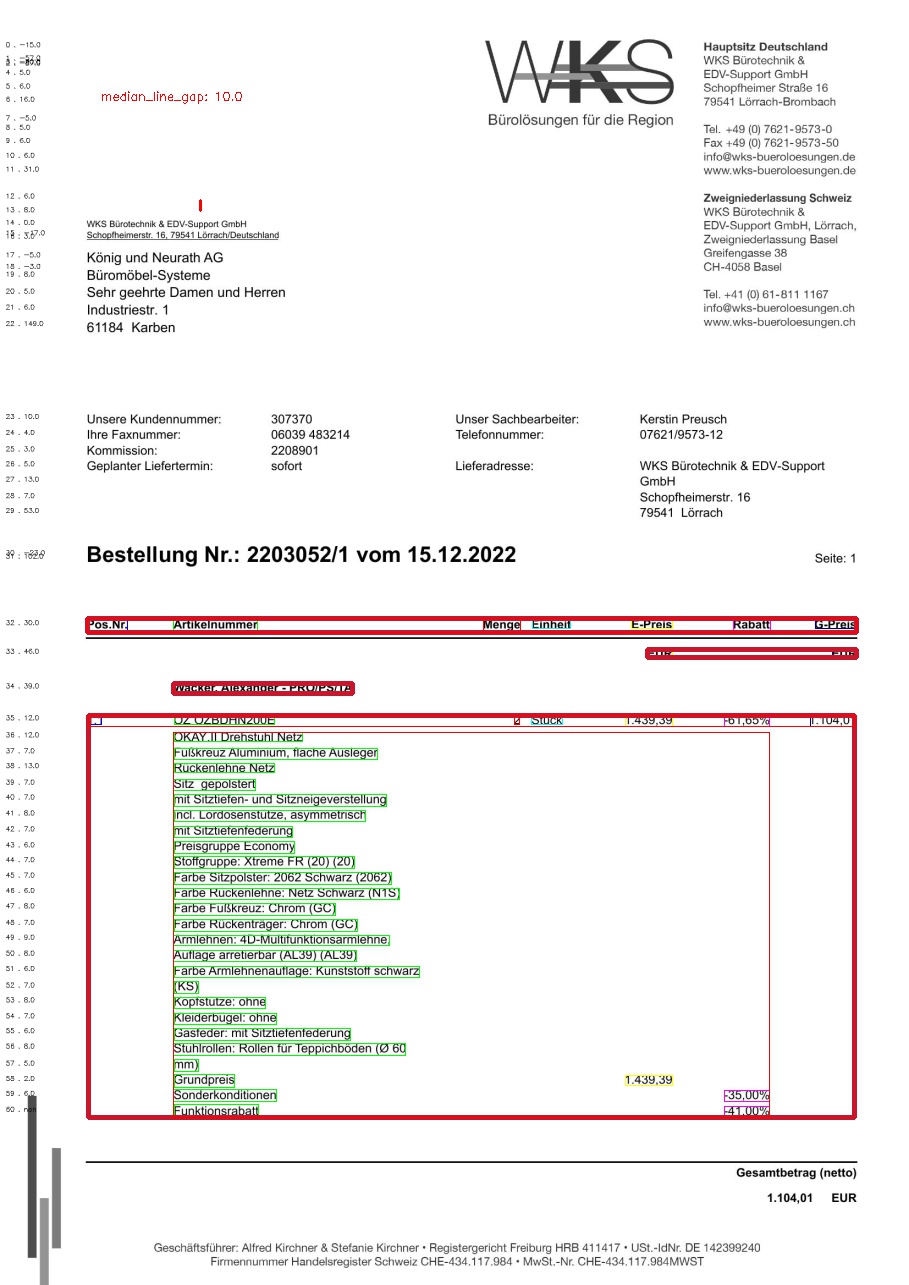 0 . -15.0
4 . 5.0
5 . 6.0
6 . 16.0
7 . -5.0
8 . 5.0
9 . 6.0
10 . 6.0
11 . 31.0
12 . 6.0
13 . 8.0
14 . 0.0
17 . -5.0
18 . -3.0
19 . 8.0
20 . 5.0
21 . 6.0
22 . 149.0
23 . 10.0
24 . 4.0
25 . 3.0
26 . 5.0
27 . 13.0
28 . 7.0
29 . 53.0
32 . 30.0
33 . 46.0
34 . 39.0
35 . 12.0
36 . 12.0
37 . 7.0
38 . 13.0
39 . 7.0
40 . 7.0
41 . 8.0
42 . 7.0
43 . 6.0
44 . 7.0
45 . 7.0
46 . 6.0
47 . 8.0
48 . 7.0
49 . 9.0
50 . 8.0
51 . 6.0
52 . 7.0
53 . 8.0
54 . 7.0
55 . 6.0
56 . 8.0
57 . 5.0
58 . 2.0
59 . 6.0
60 . nan
median_line_gap: 10.0
WKS
Bürolösungen für die Region
Hauptsitz Deutschland
WKS Bürotechnik &
EDV-Support GmbH
Schopfheimer Straße 16
79541 Lörrach-Brombach
Tel. +49 (0) 7621-9573-0
Fax +49 (0) 7621-9573-50
info@wks-bueroloesungen.de
www.wks-bueroloesungen.de
Zweigniederlassung Schweiz
WKS Bürotechnik &
EDV-Support GmbH, Lörrach,
Zweigniederlassung Basel
Greifengasse 38
CH-4058 Basel
Tel. +41 (0) 61-811 1167
info@wks-bueroloesungen.ch
www.wks-bueroloesungen.ch
WKS Bürotechnik & EDV-Support GmbH
Schopfheimerstr. 16, 79541 Lörrach/Deutschland
König und Neurath AG
Büromöbel-Systeme
Sehr geehrte Damen und Herren
Industriestr. 1
61184 Karben
Unsere Kundennummer: 307370 Unser Sachbearbeiter: Kerstin Preusch
Ihre Faxnummer: 06039 483214 Telefonnummer: 07621/9573-12
Kommission: 2208901
Geplanter Liefertermin: sofort Lieferadresse: WKS Bürotechnik & EDV-Support
GmbH
Schopfheimerstr. 16
79541 Lörrach
Bestellung Nr.: 2203052/1 vom 15.12.2022 Seite: 1
Pos.Nr. Artikelnummer Menge Einheit E-Preis Rabatt G-Preis
EUR EUR
Wacker, Alexander - PRO/PS/TA
OZ OZBDHN200E Stück 1.439,39 -61,65% 1.104,0
OKAY.II Drehstuhl Netz
Fußkreuz Aluminium, flache Ausleger
Rückenlehne Netz
Sitz gepolstert
mit Sitztiefen- und Sitzneigeverstellung
incl. Lordosenstütze, asymmetrisch
mit Sitztiefenfederung
Preisgruppe Economy
Stoffgruppe: Xtreme FR (20) (20)
Farbe Sitzpolster: 2062 Schwarz (2062)
Farbe Rückenlehne: Netz Schwarz (N1S)
Farbe Fußkreuz: Chrom (GC)
Farbe Rückenträger: Chrom (GC)
Armlehnen: 4D-Multifunktionsarmlehne,
Auflage arretierbar (AL39) (AL39)
Farbe Armlehnenauflage: Kunststoff schwarz
(KS)
Kopfstütze: ohne
Kleiderbügel: ohne
Gasfeder: mit Sitztiefenfederung
Stuhlrollen: Rollen für Teppichböden (Ø 60
mm)
Grundpreis 1.439,39
Sonderkonditionen -35,00%
Funktionsrabatt -41,00%
Gesamtbetrag (netto)
1.104,01 EUR
Geschäftsführer: Alfred Kirchner & Stefanie Kirchner • Registergericht Freiburg HRB 411417 • USt.-IdNr. DE 142399240
Firmennummer Handelsregister Schweiz CHE-434.117.984 • MwSt.-Nr. CHE-434.117.984MWST